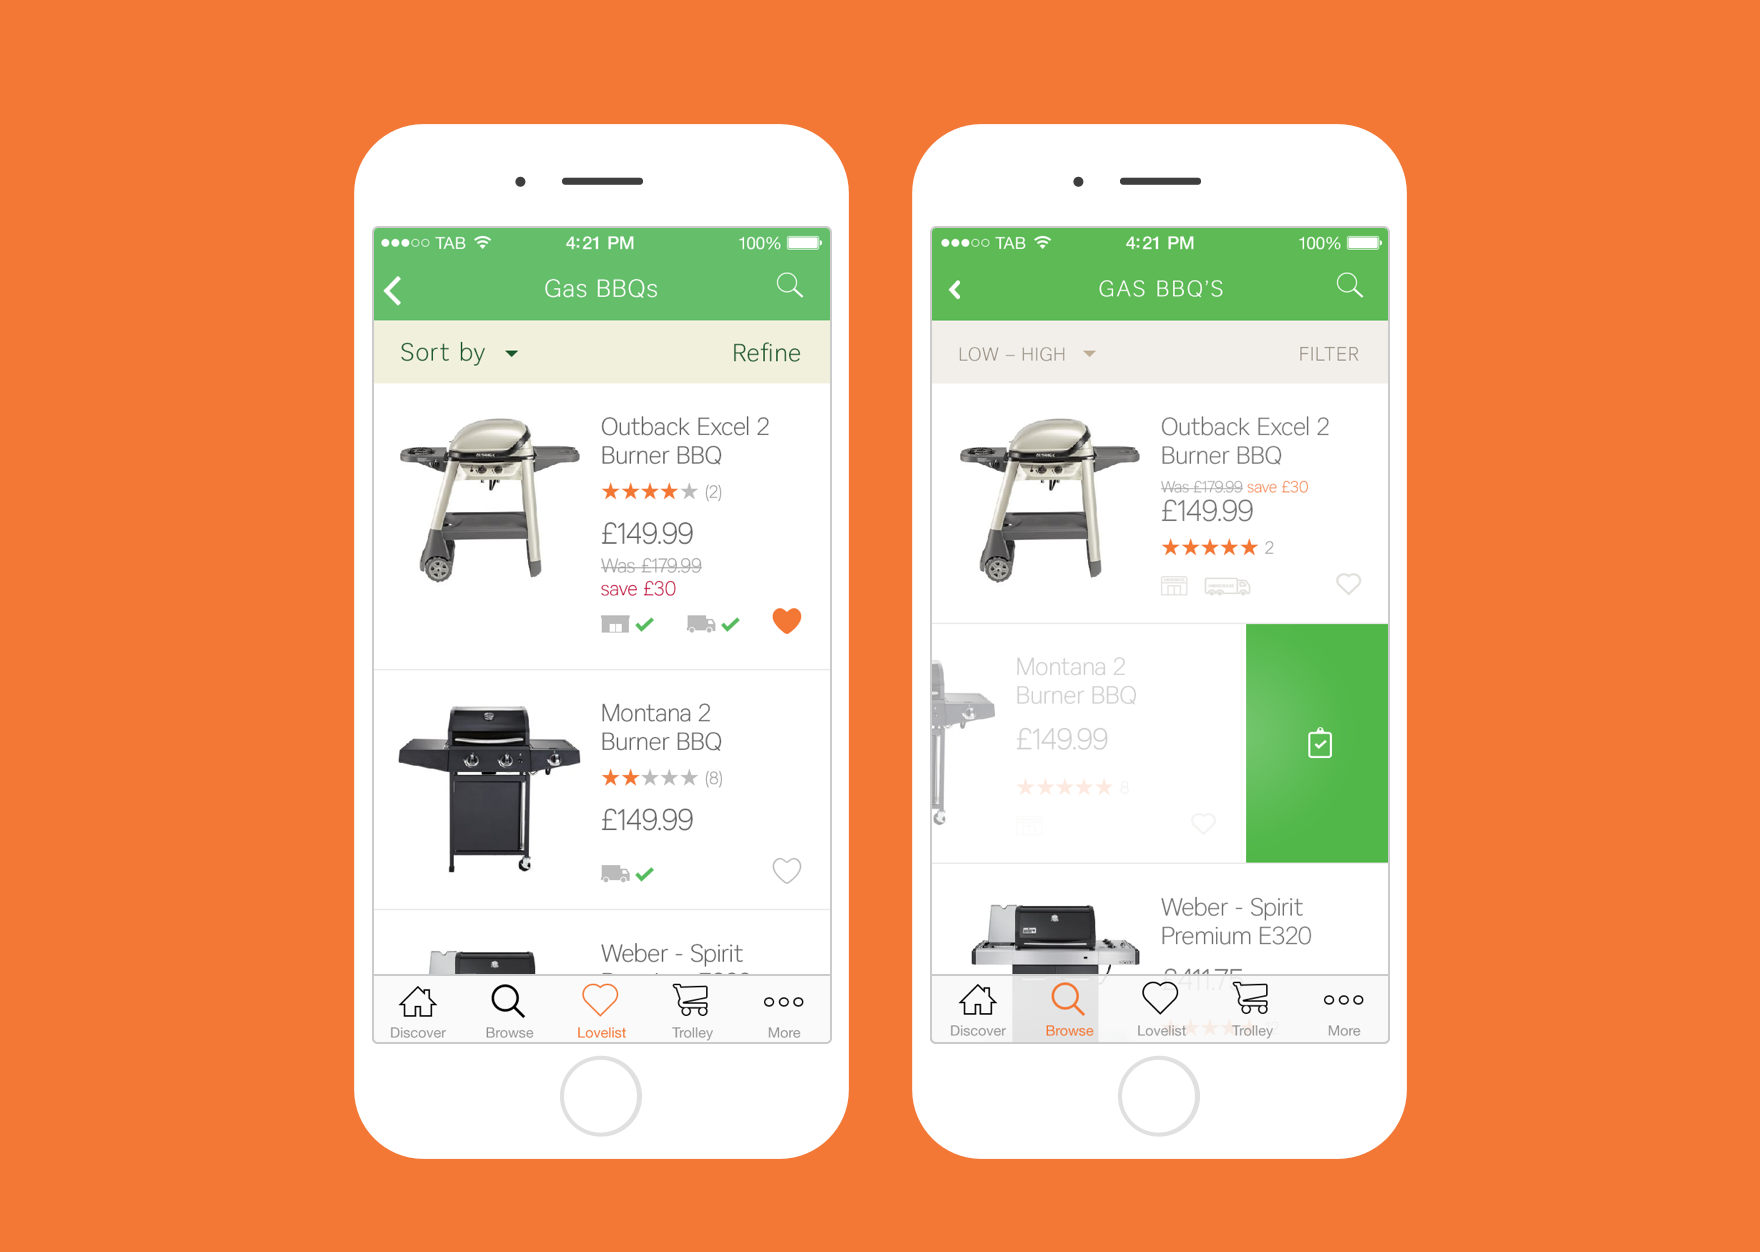 TAB
4:21 PM
100%
Gas BBQs
Sort by
Refine
Outback Excel 2
Burner BBQ
(2)
£149.99
Was £179.99
save £30
Montana 2
Burner BBQ
(8)
£149.99
Weber - Spirit
Discover
Browse
Lovelist
Trolley
More
TAB
4:21 PM
100%
GAS BBQ'S
LOW – HIGH
FILTER
Outback Excel 2
Burner BBQ
Was £179.99 save £30
£149.99
2
Montana 2
Burner BBQ
£149.99
8
Weber - Spirit
Premium E320
£411.75
Discover
Browse
Lovelist
Trolley
More